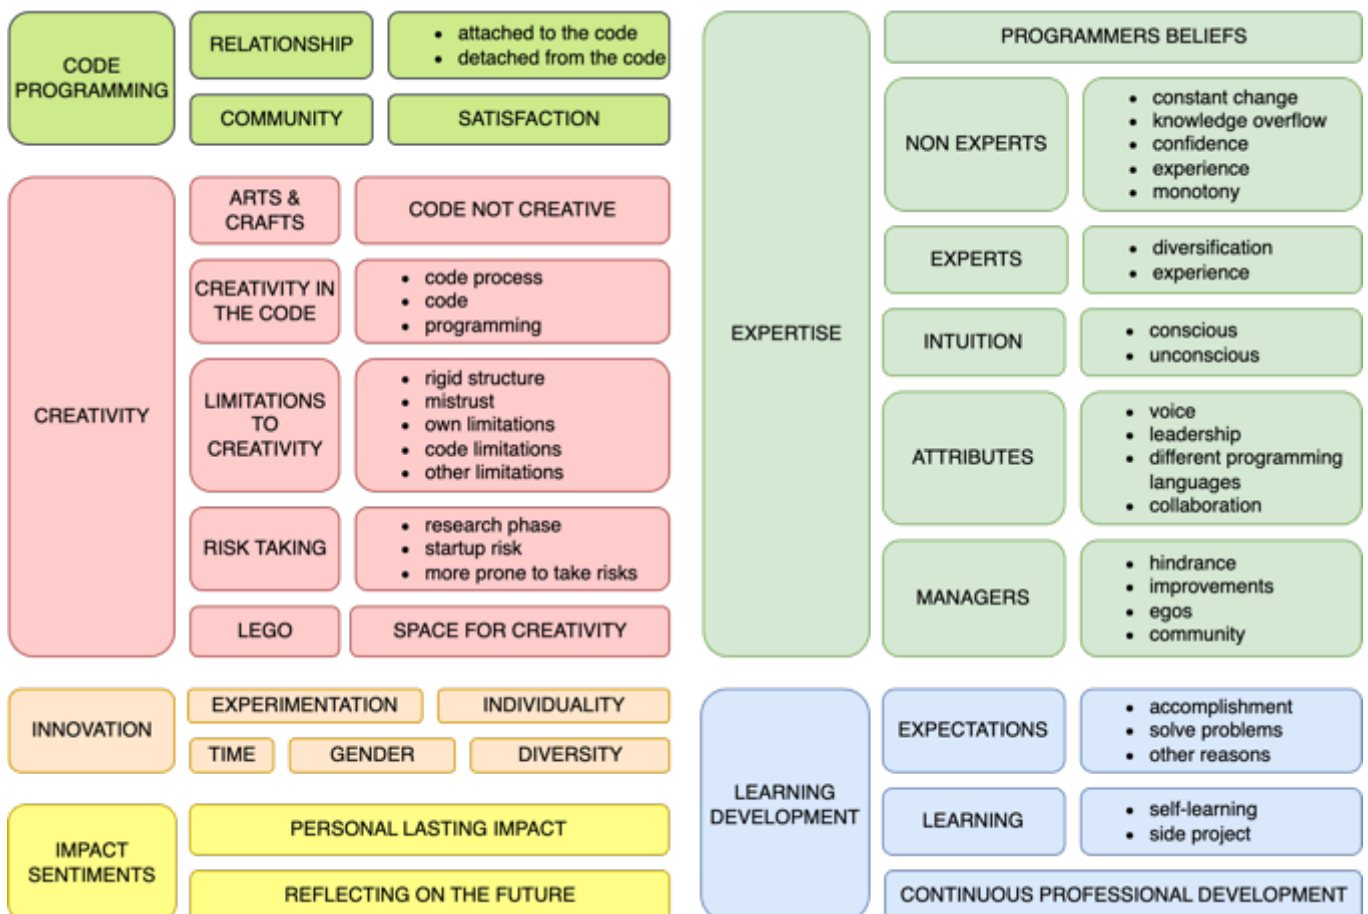 CODE
PROGRAMMING
RELATIONSHIP
• attached to the code
• detached from the code
COMMUNITY
SATISFACTION
CREATIVITY
ARTS &
CRAFTS
CODE NOT CREATIVE
CREATIVITY IN
THE CODE
• code process
• code
• programming
LIMITATIONS
TO
CREATIVITY
• rigid structure
• mistrust
• own limitations
• code limitations
• other limitations
RISK TAKING
• research phase
• startup risk
• more prone to take risks
LEGO
SPACE FOR CREATIVITY
INNOVATION
EXPERIMENTATION
INDIVIDUALITY
TIME
GENDER
DIVERSITY
IMPACT
SENTIMENTS
PERSONAL LASTING IMPACT
REFLECTING ON THE FUTURE
EXPERTISE
PROGRAMMERS BELIEFS
NON EXPERTS
• constant change
• knowledge overflow
• confidence
• experience
• monotony
EXPERTS
• diversification
• experience
INTUITION
• conscious
• unconscious
ATTRIBUTES
• voice
• leadership
• different programming
languages
• collaboration
MANAGERS
• hindrance
• improvements
• egos
• community
LEARNING
DEVELOPMENT
EXPECTATIONS
• accomplishment
• solve problems
• other reasons
LEARNING
• self-learning
• side project
CONTINUOUS PROFESSIONAL DEVELOPMENT